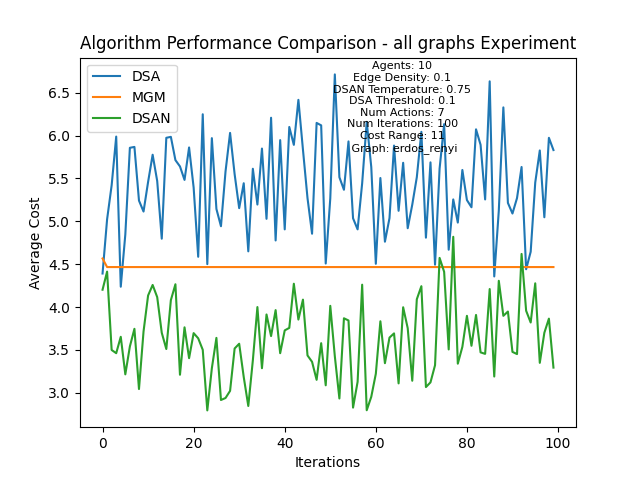 Algorithm Performance Comparison - all graphs Experiment
DSA
MGM
DSAN
Agents: 10
Edge Density: 0.1
DSAN Temperature: 0.75
DSA Threshold: 0.1
Num Actions: 7
Num Iterations: 100
Cost Range: 11
Graph: erdos_renyi
Average Cost
6.5
6.0
5.5
5.0
4.5
4.0
3.5
3.0
0 20 40 60 80 100
Iterations